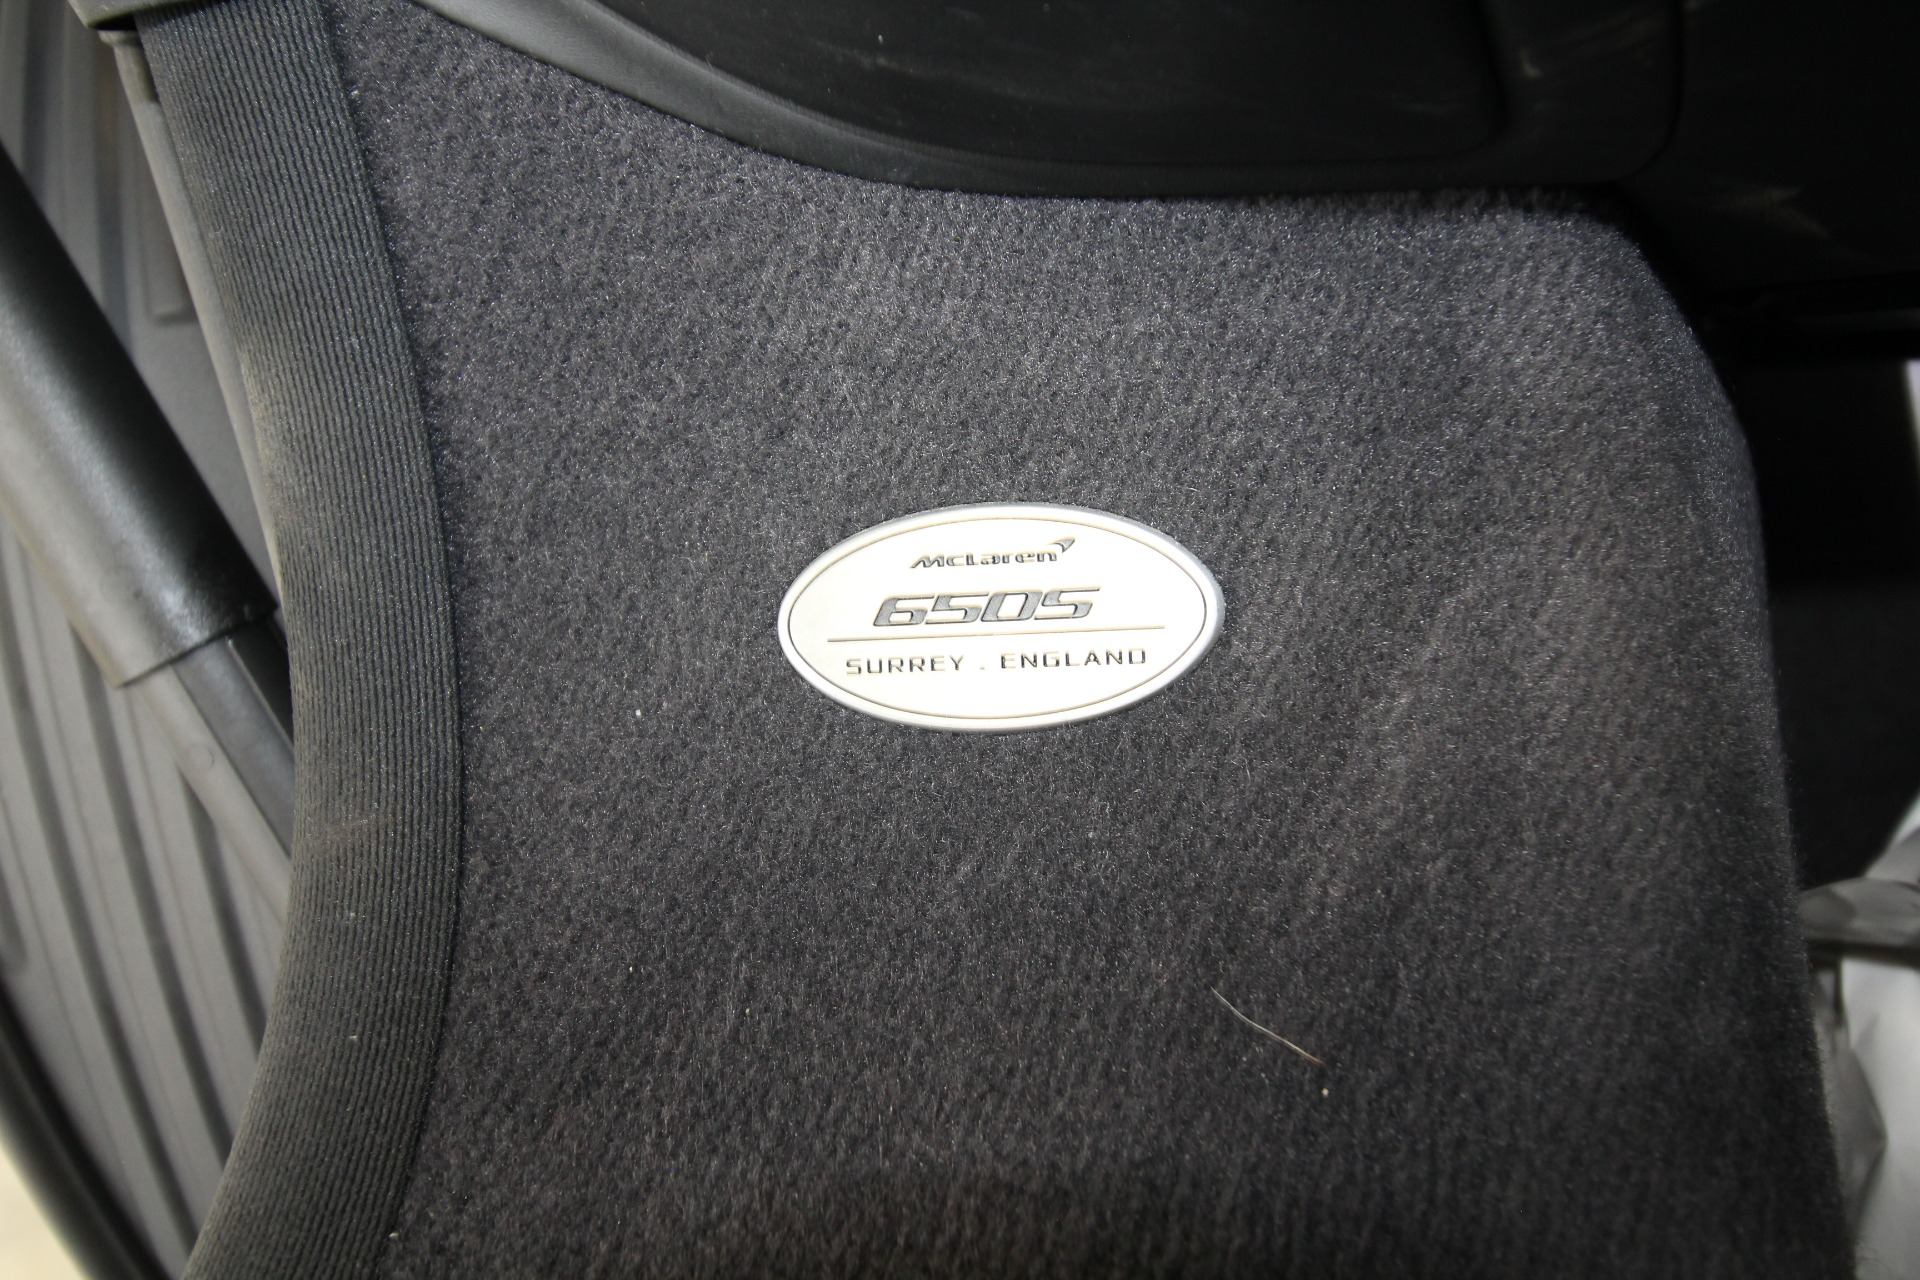 McLaren
650S
SURREY . ENGLAND